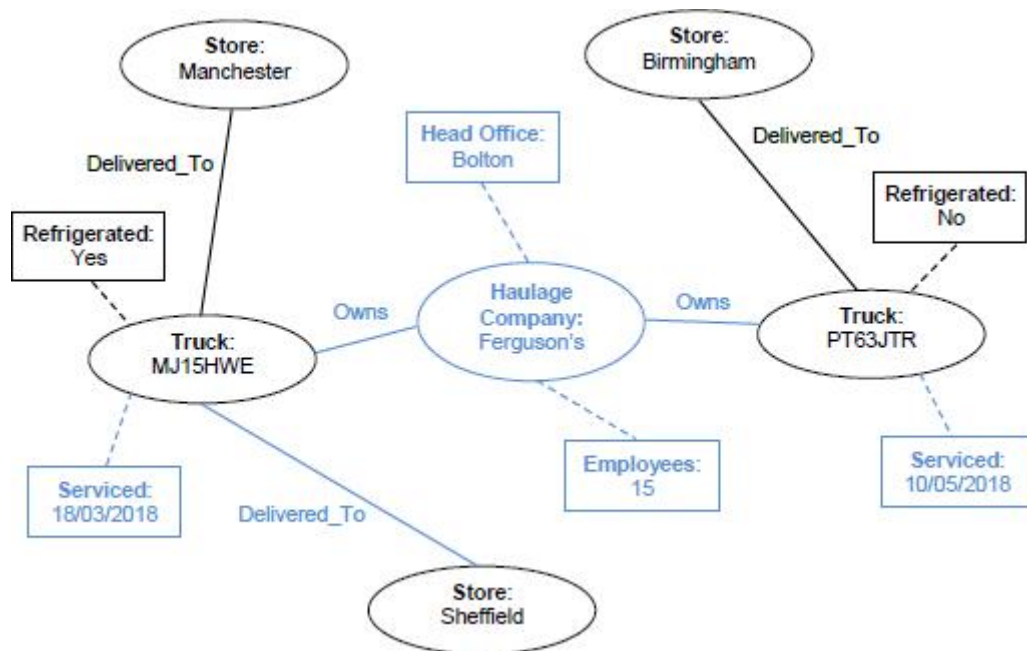 Store:
Manchester
Store:
Birmingham
Delivered_To
Head Office:
Bolton
Delivered_To
Refrigerated:
Yes
Refrigerated:
No
Owns
Haulage
Company:
Ferguson's
Owns
Truck:
MJ15HWE
Truck:
PT63JTR
Serviced:
18/03/2018
Delivered_To
Employees:
15
Serviced:
10/05/2018
Store:
Sheffield